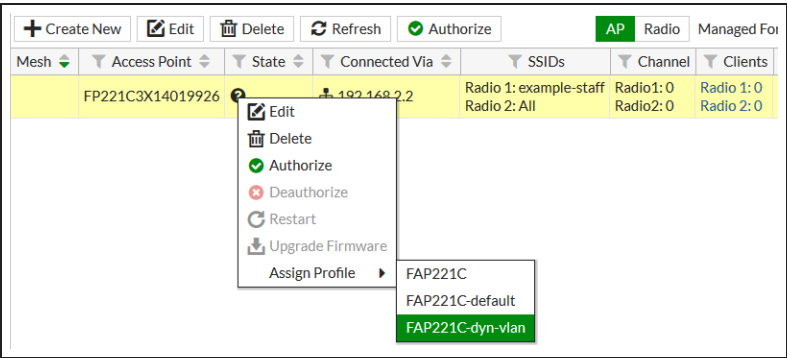 Create New Edit Delete Refresh Authorize AP Radio Managed For
Mesh Access Point State Connected Via SSIDs Channel Clients
FP221C3X14019926 ? 192.168.2.2 Radio 1: example-staff Radio1: 0 Radio 1: 0
Radio 2: All Radio2: 0 Radio 2: 0
Edit
Delete
Authorize
Deauthorize
Restart
Upgrade Firmware
Assign Profile
FAP221C
FAP221C-default
FAP221C-dyn-vlan